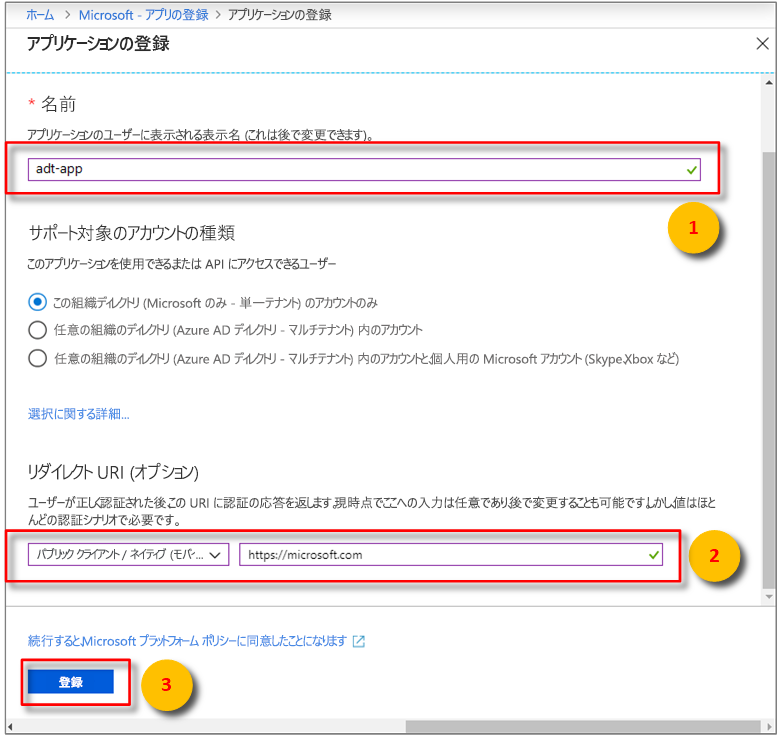 ホーム > Microsoft - アプリの登録 > アプリケーションの登録
アプリケーションの登録
* 名前
アプリケーションのユーザーに表示される表示名 (これは後で変更できます)。
adt-app
1
サポート対象のアカウントの種類
このアプリケーションを使用できるまたは API にアクセスできるユーザー
この組織ディレクトリ (Microsoft のみ - 単一テナント) のアカウントのみ
任意の組織のディレクトリ (Azure AD ディレクトリ - マルチテナント) 内のアカウント
任意の組織のディレクトリ (Azure AD ディレクトリ - マルチテナント) 内のアカウントと、個人用の Microsoft アカウント (Skype、Xbox など)
選択に関する詳細...
リダイレクト URI (オプション)
ユーザーが正しく認証された後、この URI に認証の応答を返します。現時点でここへの入力は任意であり、後で変更することも可能ですが、しかし、値はほと
んどの認証シナリオで必要です。
パブリック クライアント / ネイティブ (モバ... https://microsoft.com
2
続行すると、Microsoft プラットフォーム ポリシーに同意したことになります
登録
3